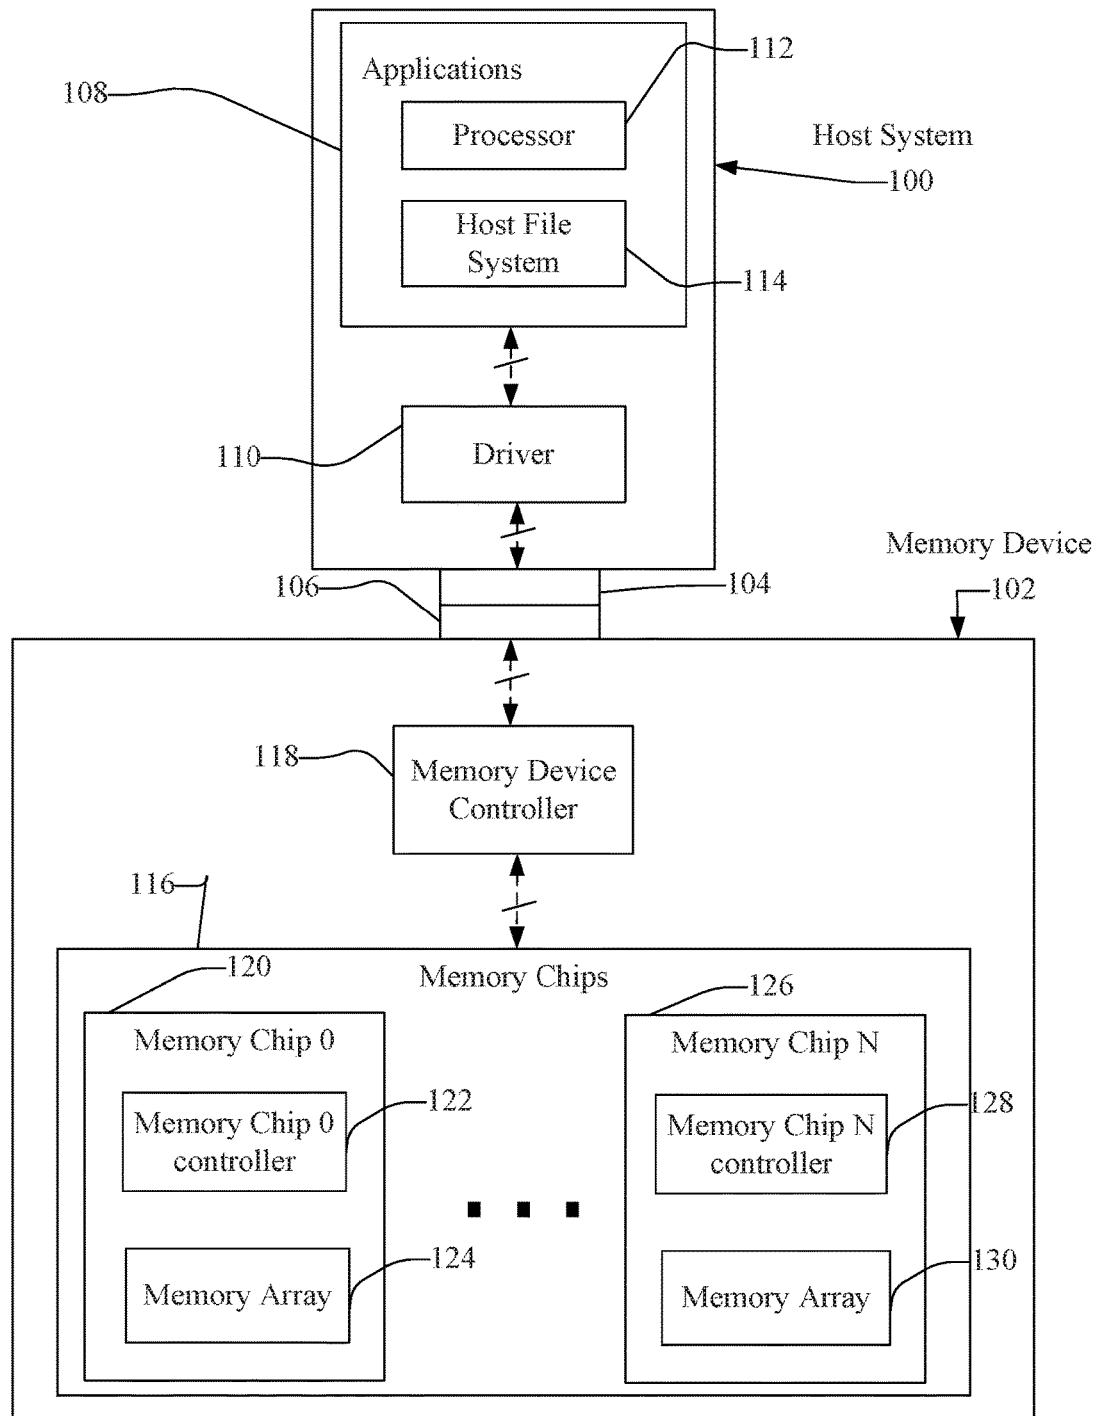 112
Applications
108
Processor
Host System
100
Host File
System
114
110
Driver
Memory Device
106
104
102
118
Memory Device
Controller
116
120
Memory Chips
126
Memory Chip 0
Memory Chip N
122
128
Memory Chip 0
controller
Memory Chip N
controller
124
130
Memory Array
Memory Array